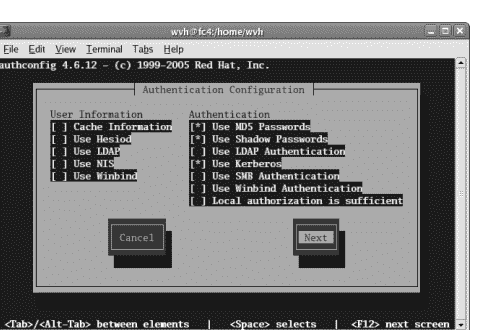 wvh@fc4:/home/wvh
File Edit View Terminal Tabs Help
authconfig 4.6.12 - (c) 1999-2005 Red Hat, Inc.
Authentication Configuration
User Information Authentication
[ ] Cache Information [*] Use MD5 Passwords
[ ] Use Hesiod [*] Use Shadow Passwords
[ ] Use LDAP [ ] Use LDAP Authentication
[ ] Use NIS [*] Use Kerberos
[ ] Use Winbind [ ] Use SMB Authentication
[ ] Use Winbind Authentication
[ ] Local authorization is sufficient
Cancel Next
<Tab>/<Alt-Tab> between elements | <Space> selects | <F12> next screen